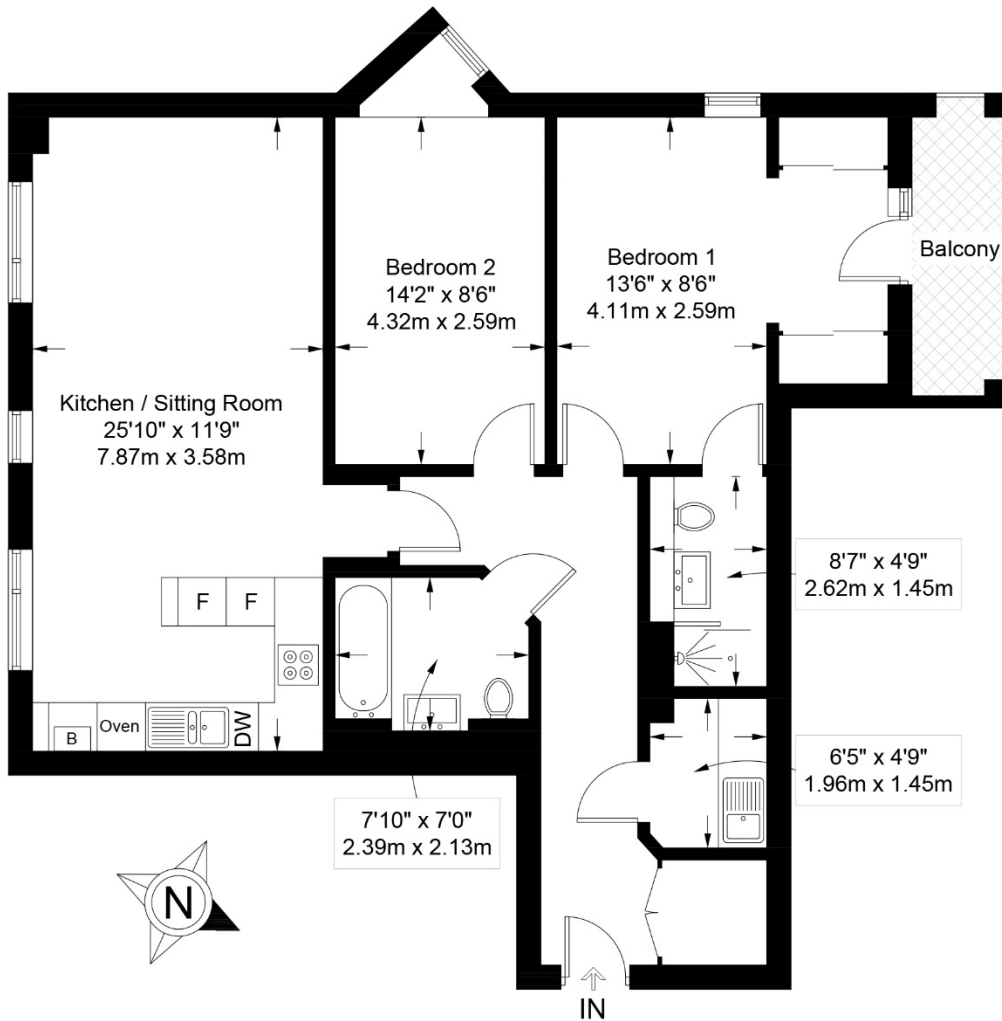 Balcony
Bedroom 1
13'6" x 8'6"
4.11m x 2.59m
Bedroom 2
14'2" x 8'6"
4.32m x 2.59m
Kitchen / Sitting Room
25'10" x 11'9"
7.87m x 3.58m
8'7" x 4'9"
2.62m x 1.45m
F F
B
Oven
DW
6'5" x 4'9"
1.96m x 1.45m
7'10" x 7'0"
2.39m x 2.13m
N
IN